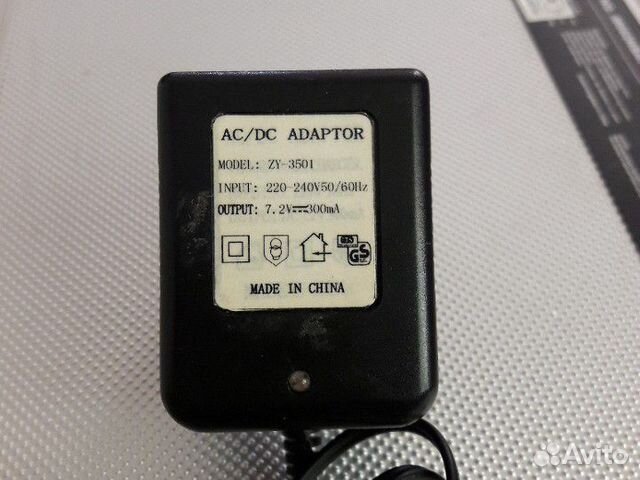 AC/DC ADAPTOR
MODEL: ZY-3501
INPUT: 220-240V50/60Hz
OUTPUT: 7.2V⎓300mA
GS
MADE IN CHINA
Avito